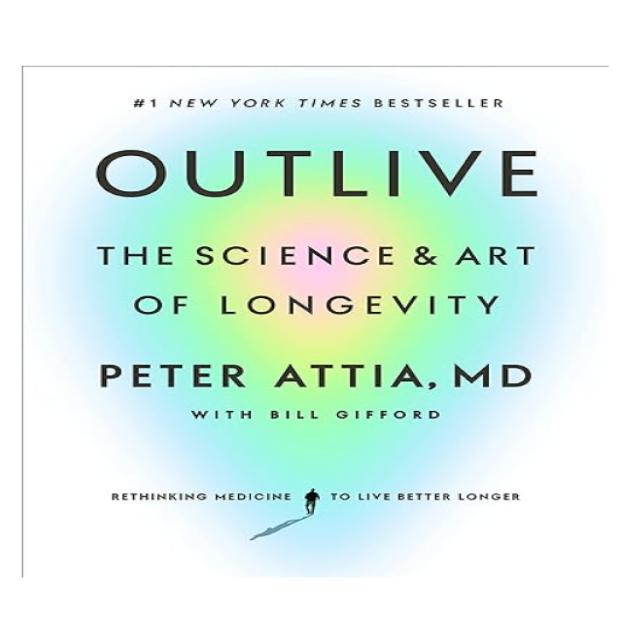 #1 NEW YORK TIMES BESTSELLER
OUTLIVE
THE SCIENCE & ART
OF LONGEVITY
PETER ATTIA, MD
WITH BILL GIFFORD
RETHINKING MEDICINE TO LIVE BETTER LONGER